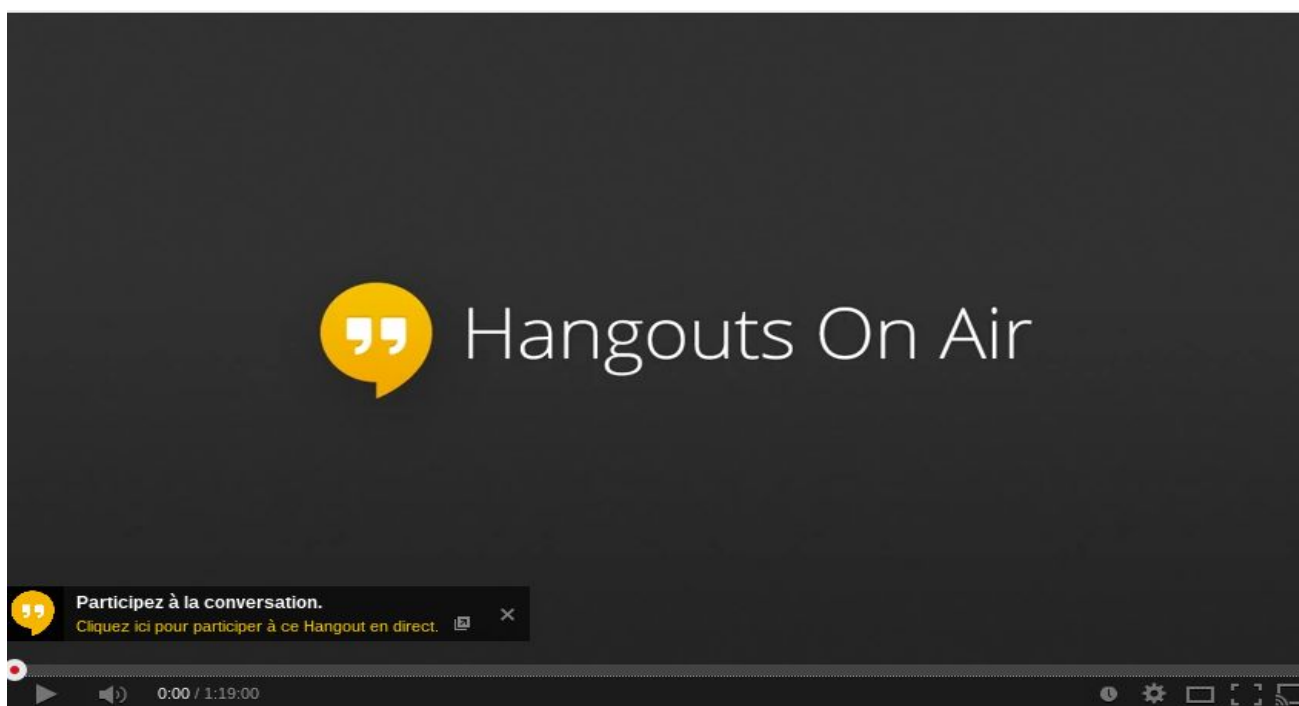 Hangouts On Air
Participez à la conversation.
Cliquez ici pour participer à ce Hangout en direct.
0:00 / 1:19:00